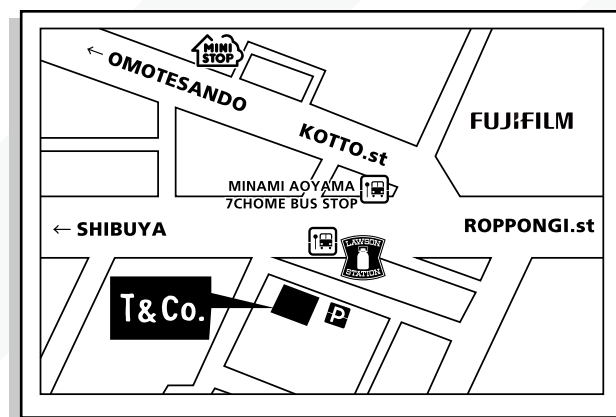 MINI
STOP
← OMOTESANDO
KOTTO.st
FUJIFILM
MINAMI AOYAMA
7CHOME BUS STOP
← SHIBUYA
ROPPONGI.st
LAWSON
STATION
T&Co.
P